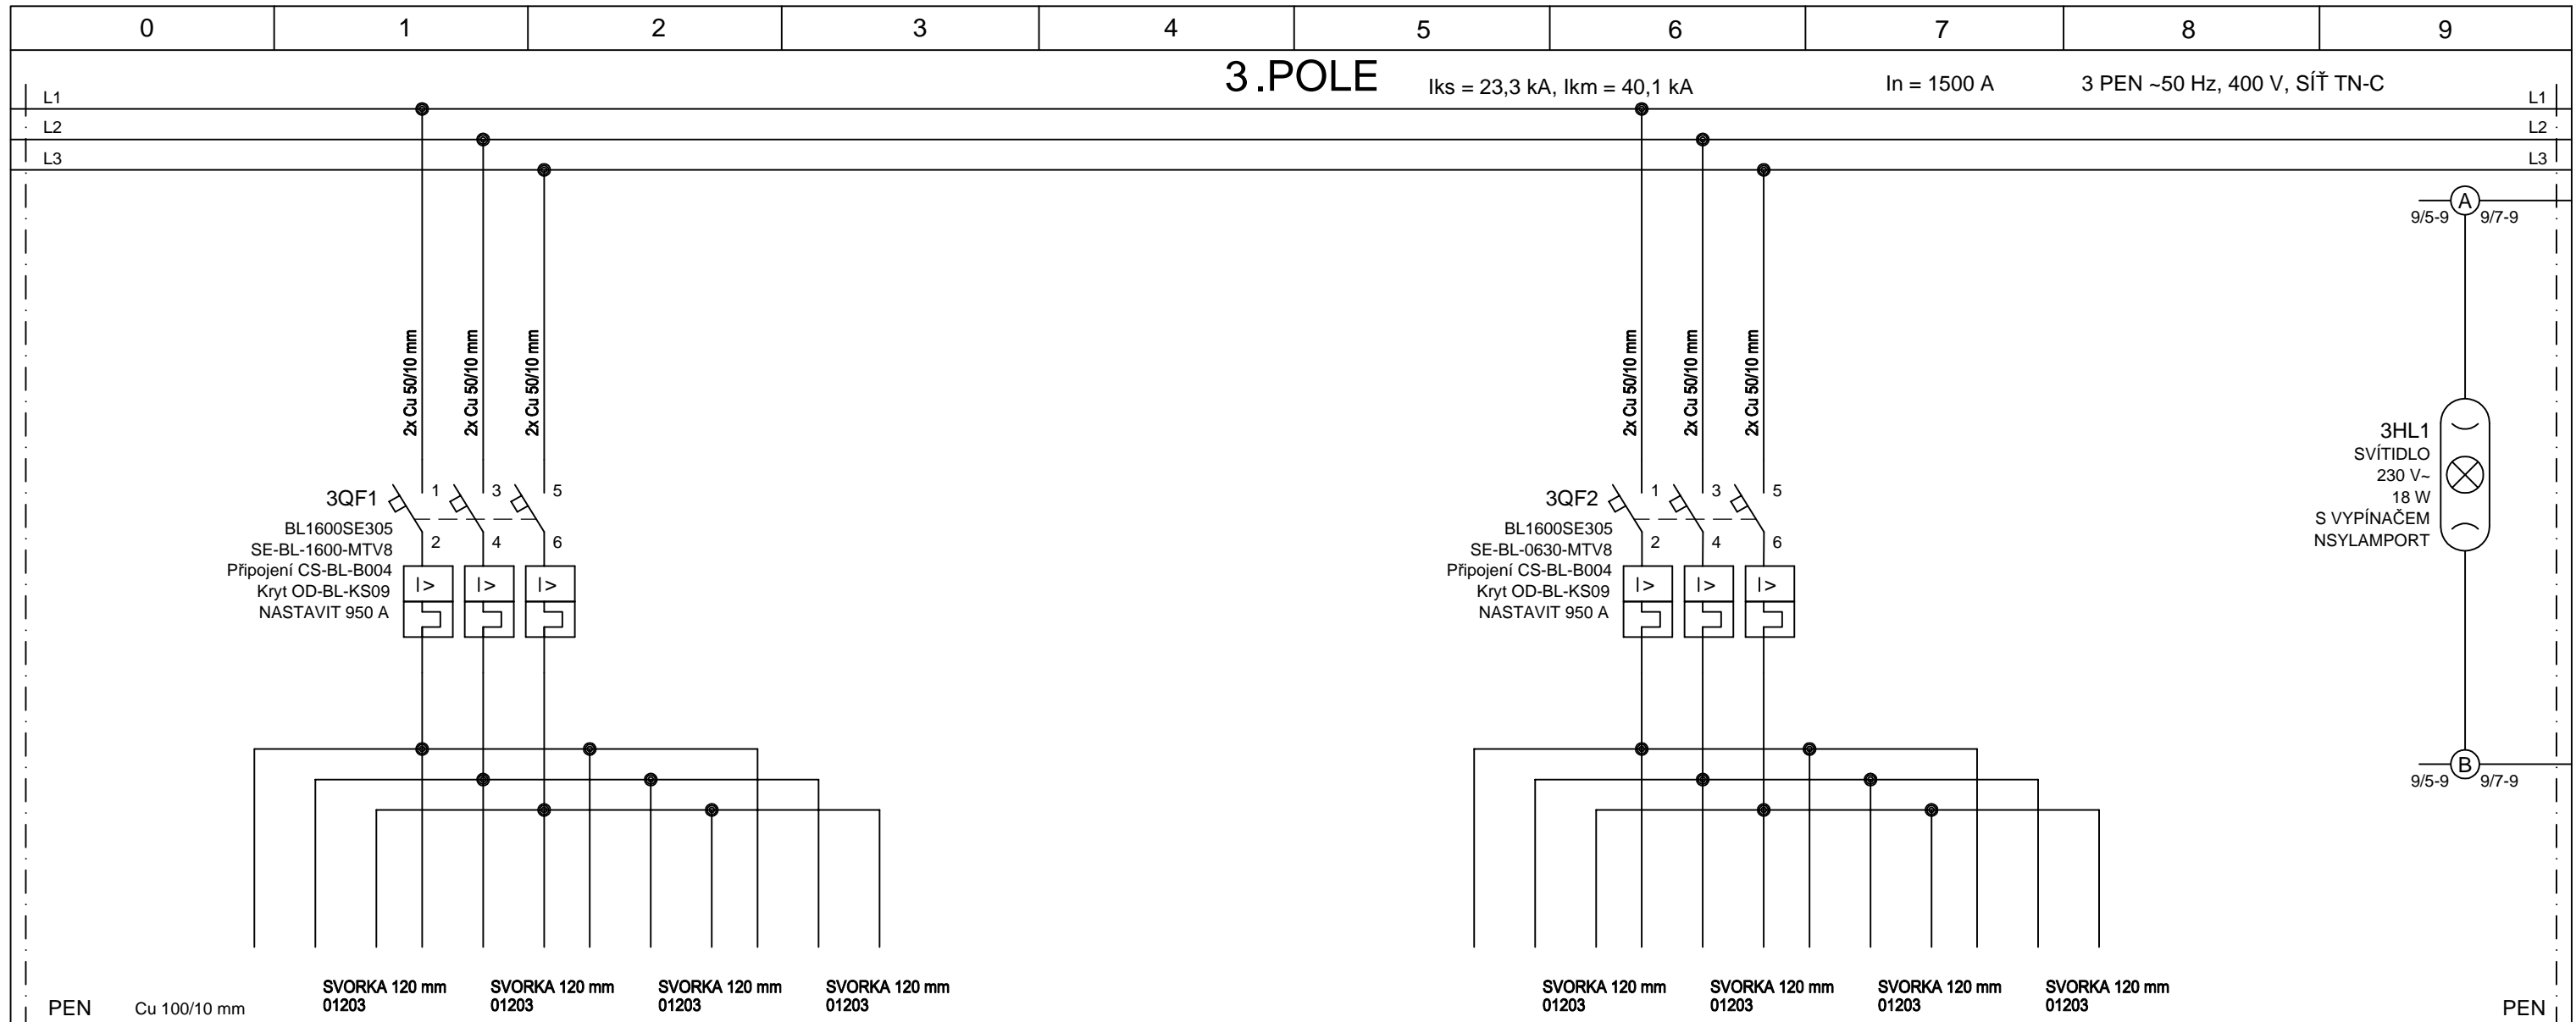 0 1 2 3 4 5 6 7 8 9
3.POLE Iks = 23,3 kA, Ikm = 40,1 kA In = 1500 A 3 PEN ~50 Hz, 400 V, SÍŤ TN-C
L1 L1
L2 L2
L3 L3
A
9/5-9 9/7-9
2x Cu 50/10 mm
2x Cu 50/10 mm
2x Cu 50/10 mm
2x Cu 50/10 mm
2x Cu 50/10 mm
2x Cu 50/10 mm
3QF1 1 3 5
BL1600SE305
SE-BL-1600-MTV8 2 4 6
Připojení CS-BL-B004
Kryt OD-BL-KS09
NASTAVIT 950 A
I> I> I>
3QF2 1 3 5
BL1600SE305
SE-BL-0630-MTV8 2 4 6
Připojení CS-BL-B004
Kryt OD-BL-KS09
NASTAVIT 950 A
I> I> I>
3HL1
SVÍTIDLO
230 V~
18 W
S VYPÍNAČEM
NSYLAMPORT
B
9/5-9 9/7-9
SVORKA 120 mm
01203
SVORKA 120 mm
01203
SVORKA 120 mm
01203
SVORKA 120 mm
01203
SVORKA 120 mm
01203
SVORKA 120 mm
01203
SVORKA 120 mm
01203
SVORKA 120 mm
01203
PEN Cu 100/10 mm PEN